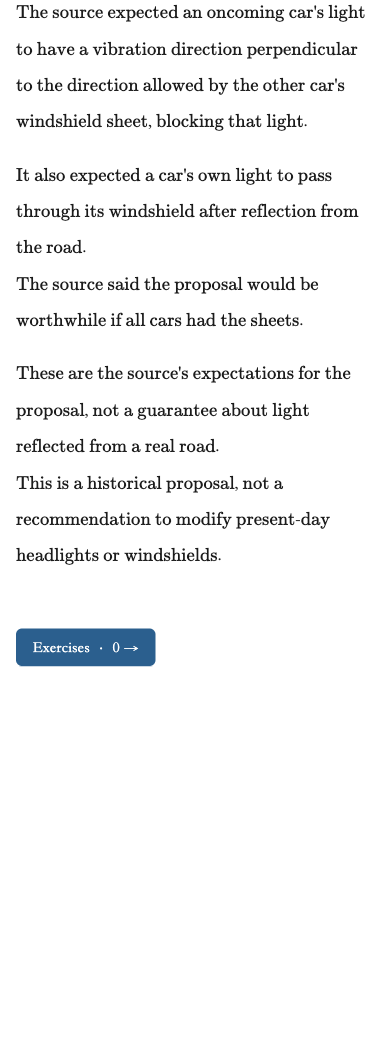 The source expected an oncoming car's light
to have a vibration direction perpendicular
to the direction allowed by the other car's
windshield sheet, blocking that light.
It also expected a car's own light to pass
through its windshield after reflection from
the road.
The source said the proposal would be
worthwhile if all cars had the sheets.
These are the source's expectations for the
proposal, not a guarantee about light
reflected from a real road.
This is a historical proposal, not a
recommendation to modify present-day
headlights or windshields.
Exercises · 0 →